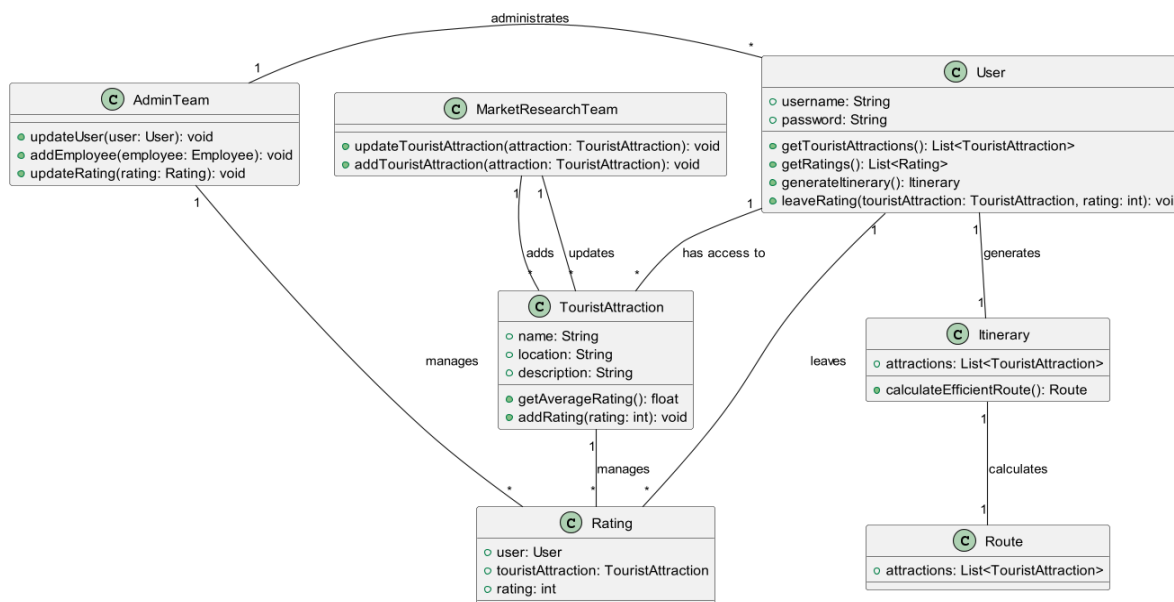 administrates
1
*
C AdminTeam
updateUser(user: User): void
addEmployee(employee: Employee): void
updateRating(rating: Rating): void
C MarketResearchTeam
updateTouristAttraction(attraction: TouristAttraction): void
addTouristAttraction(attraction: TouristAttraction): void
C User
username: String
password: String
getTouristAttractions(): List<TouristAttraction>
getRatings(): List<Rating>
generateItinerary(): Itinerary
leaveRating(touristAttraction: TouristAttraction, rating: int): voi
1
1
1
1
1
1
adds
updates
has access to
generates
*
*
*
1
C TouristAttraction
name: String
location: String
description: String
getAverageRating(): float
addRating(rating: int): void
C Itinerary
attractions: List<TouristAttraction>
calculateEfficientRoute(): Route
manages
leaves
1
manages
1
calculates
*
*
*
1
C Rating
user: User
touristAttraction: TouristAttraction
rating: int
C Route
attractions: List<TouristAttraction>